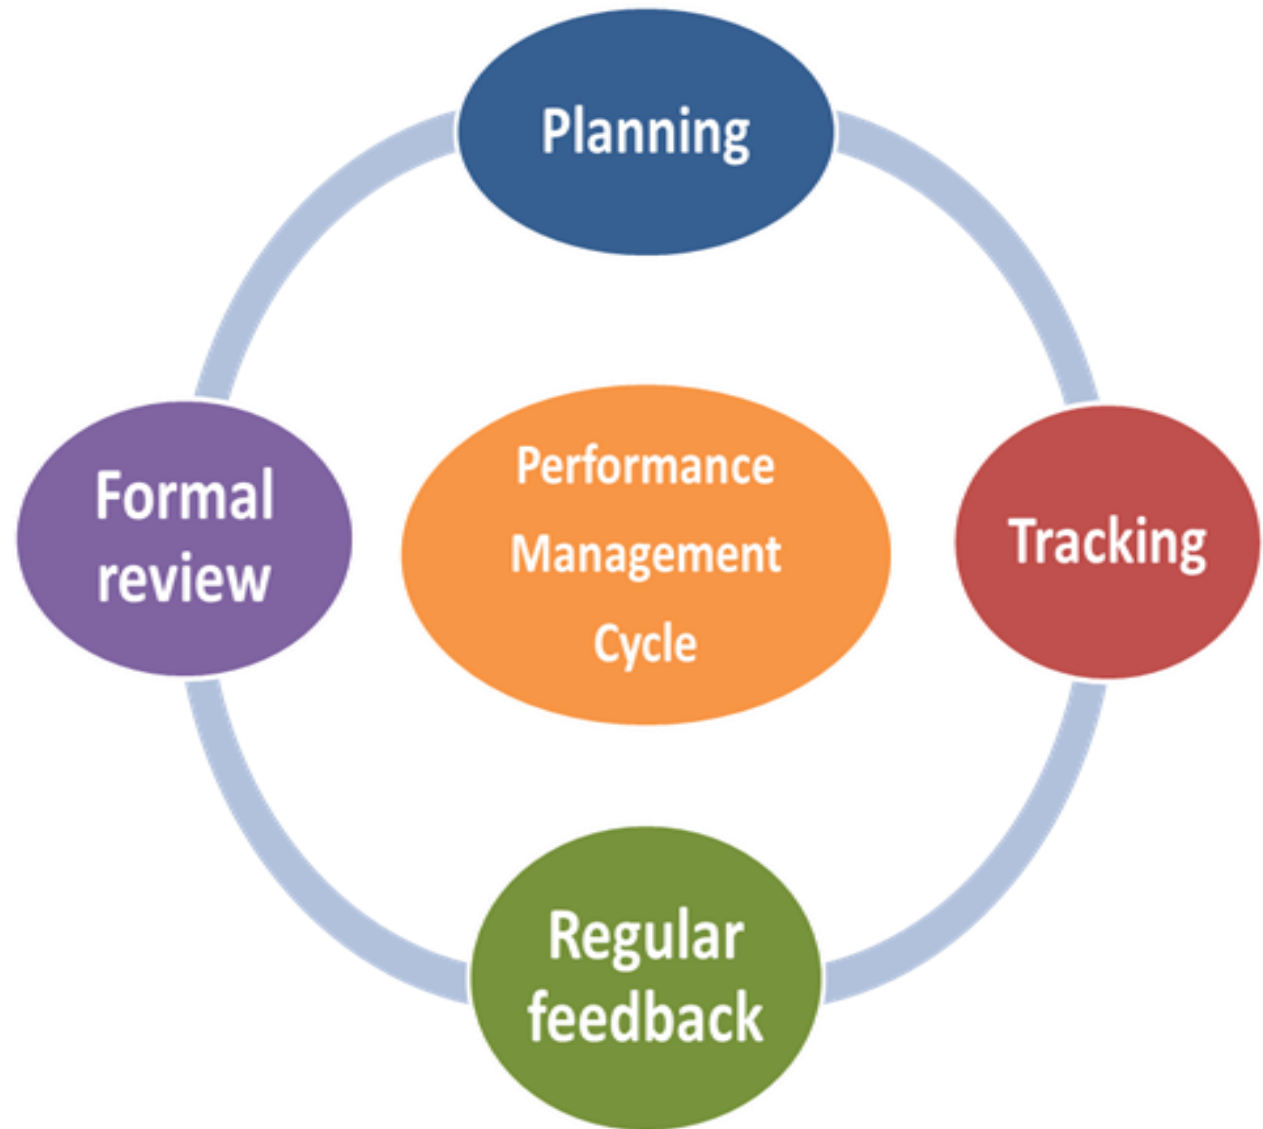 Planning
Formal
review
Performance
Management
Cycle
Tracking
Regular
feedback